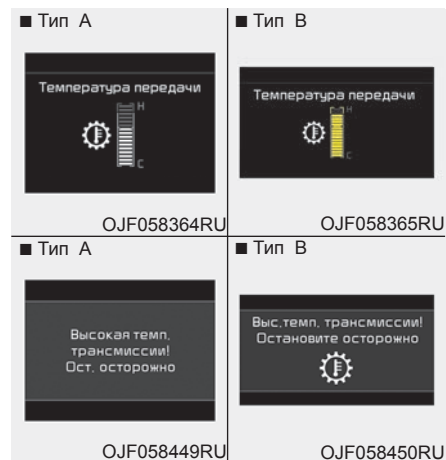 ■ Тип A
Температура передачи
H
C
OJF058364RU
■ Тип B
Температура передачи
H
C
OJF058365RU
■ Тип A
Высокая темп.
трансмиссии!
Ост. осторожно
OJF058449RU
■ Тип B
Выс.темп. трансмиссии!
Остановите осторожно
OJF058450RU